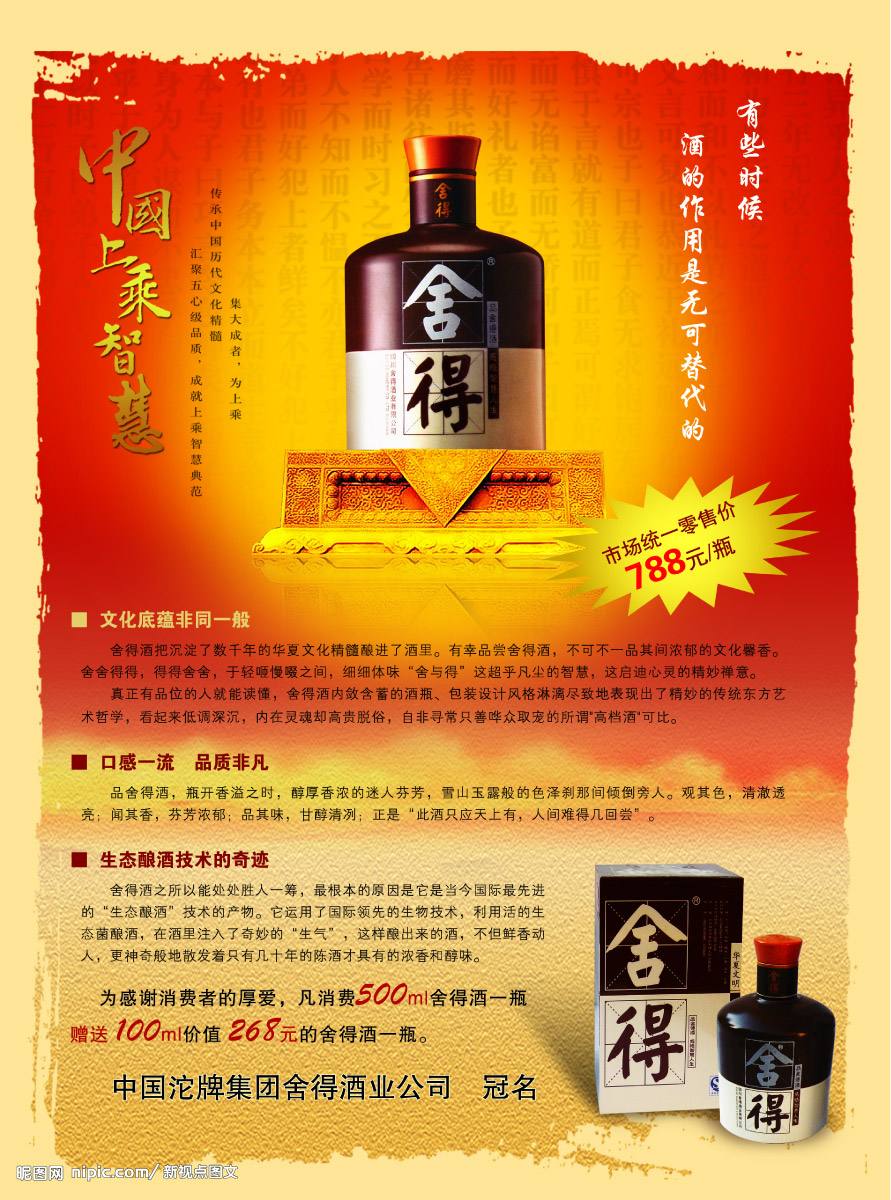 有些时候
酒的作用是无可替代的
中國上乘智慧
传承中国历代文化精髓
集大成者，为上乘
汇聚五心级品质，成就上乘智慧典范
舍得
舍
得
市场统一零售价
788元/瓶
■ 文化底蕴非同一般
舍得酒把沉淀了数千年的华夏文化精髓酿进了酒里。有幸品尝舍得酒，不可不一品其间浓郁的文化馨香。
舍舍得得，得得舍舍，于轻咂慢啜之间，细细体味“舍与得”这超乎凡尘的智慧，这启迪心灵的精妙禅意。
真正有品位的人就能读懂，舍得酒内敛含蓄的酒瓶、包装设计风格淋漓尽致地表现出了精妙的传统东方艺
术哲学，看起来低调深沉，内在灵魂却高贵脱俗，自非寻常只善哗众取宠的所谓"高档酒"可比。
■ 口感一流 品质非凡
品舍得酒，瓶开香溢之时，醇厚香浓的迷人芬芳，雪山玉露般的色泽刹那间倾倒旁人。观其色，清澈透
亮；闻其香，芬芳浓郁；品其味，甘醇清冽；正是“此酒只应天上有，人间难得几回尝”。
■ 生态酿酒技术的奇迹
舍得酒之所以能处处胜人一筹，最根本的原因是它是当今国际最先进
的“生态酿酒”技术的产物。它运用了国际领先的生物技术，利用活的生
态菌酿酒，在酒里注入了奇妙的“生气”，这样酿出来的酒，不但鲜香动
人，更神奇般地散发着只有几十年的陈酒才具有的浓香和醇味。
为感谢消费者的厚爱，凡消费500ml舍得酒一瓶
赠送100ml价值268元的舍得酒一瓶。
中国沱牌集团舍得酒业公司 冠名
舍
得
华夏文明
舍
得
昵图网 nipic.com/新视点图文